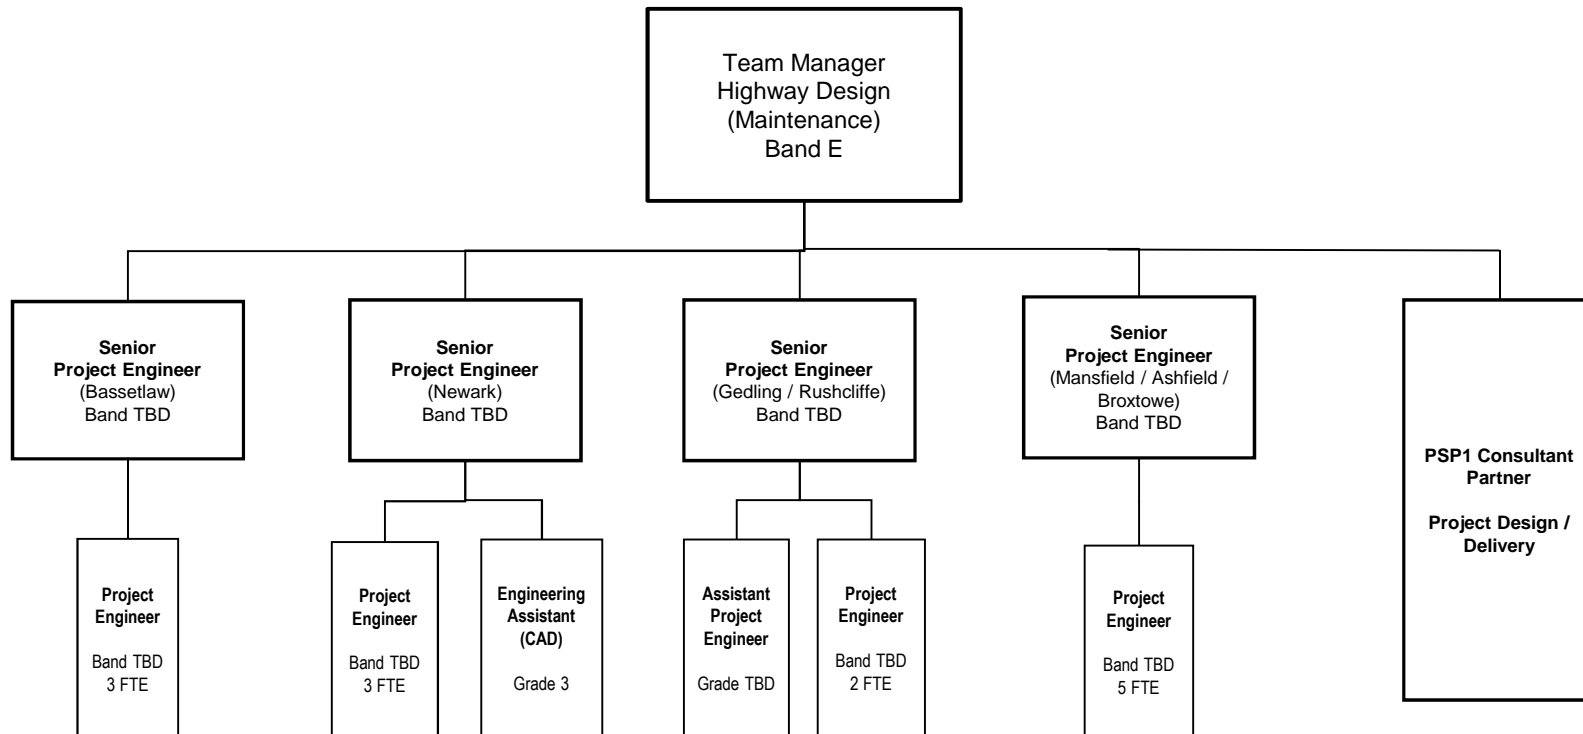 Team Manager
Highway Design
(Maintenance)
Band E
Senior
Project Engineer
(Bassetlaw)
Band TBD
Senior
Project Engineer
(Newark)
Band TBD
Senior
Project Engineer
(Gedling / Rushcliffe)
Band TBD
Senior
Project Engineer
(Mansfield / Ashfield /
Broxtowe)
Band TBD
PSP1 Consultant
Partner
Project Design /
Delivery
Project
Engineer
Band TBD
3 FTE
Project
Engineer
Band TBD
3 FTE
Engineering
Assistant
(CAD)
Grade 3
Assistant
Project
Engineer
Grade TBD
Project
Engineer
Band TBD
2 FTE
Project
Engineer
Band TBD
5 FTE